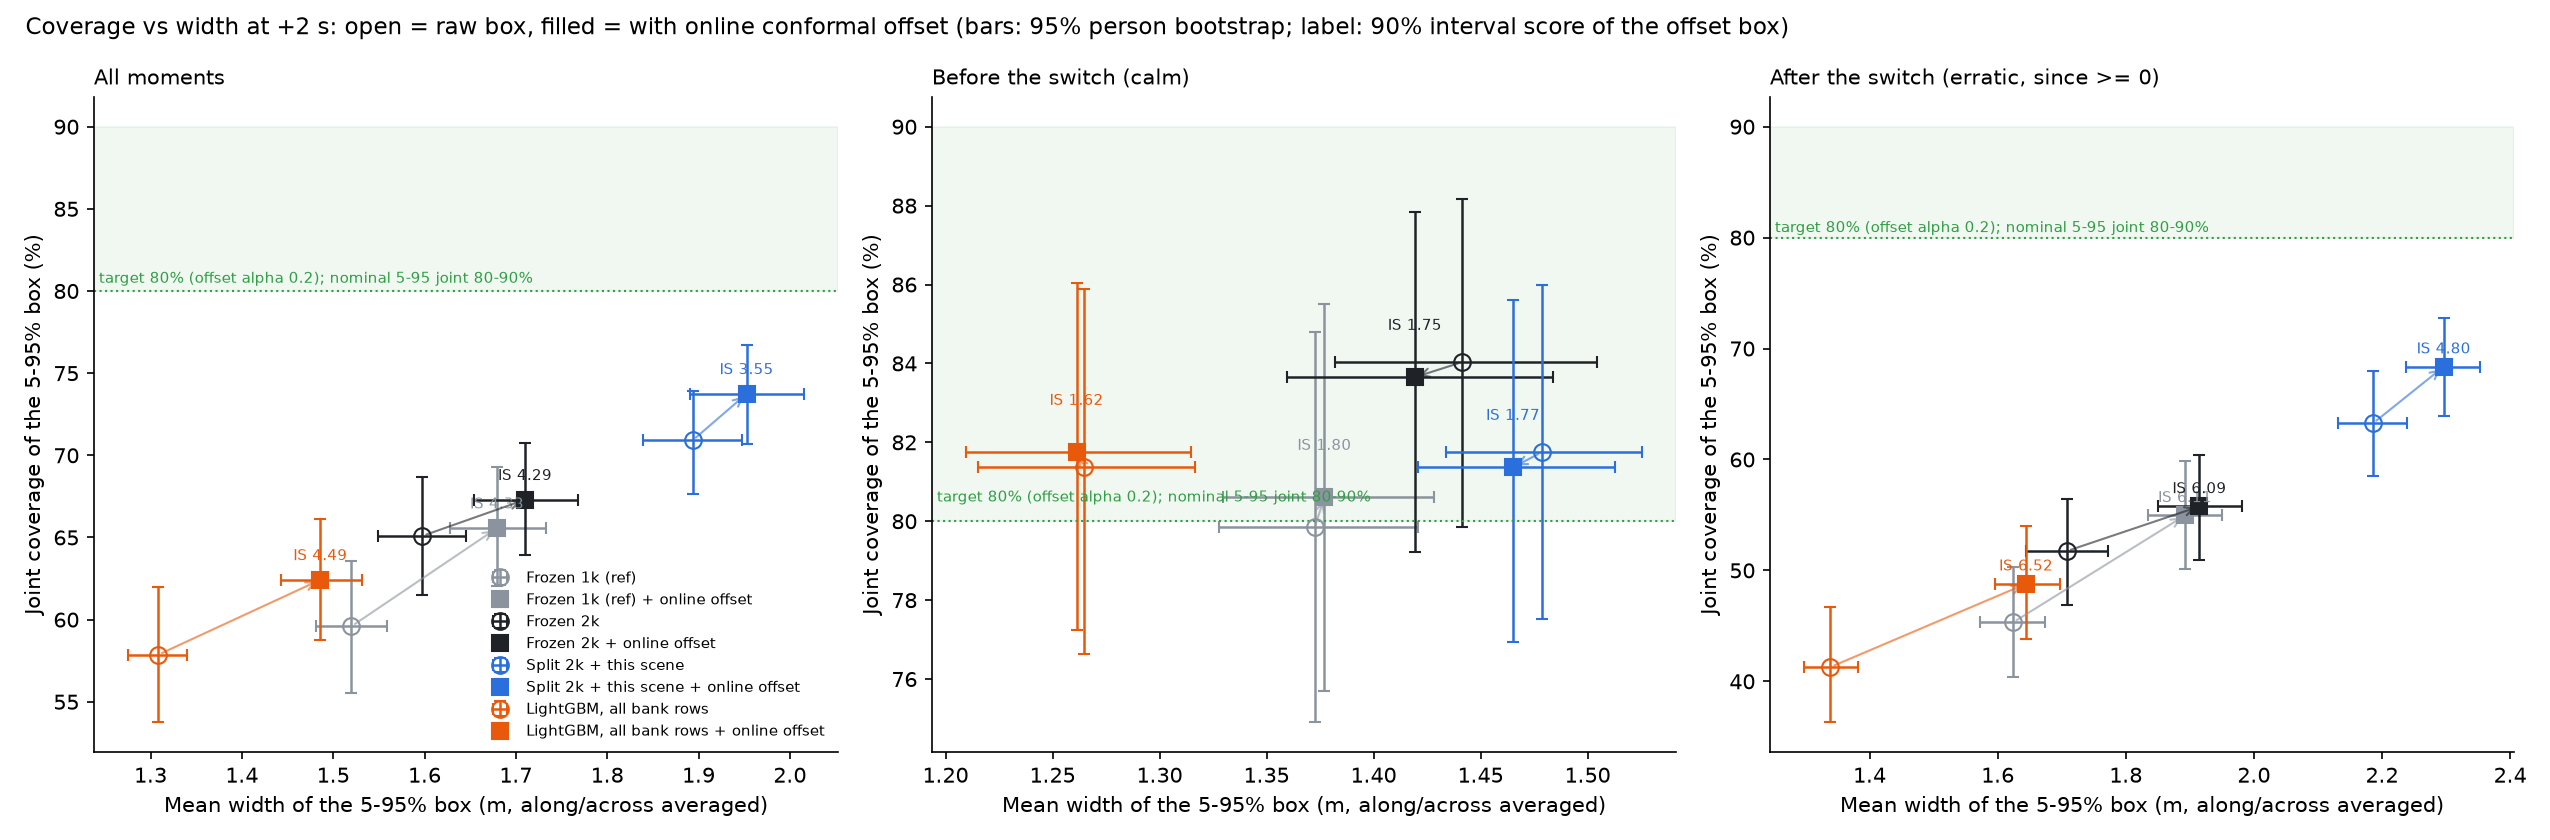 Coverage vs width at +2 s: open = raw box, filled = with online conformal offset (bars: 95% person bootstrap; label: 90% interval score of the offset box)
All moments
Joint coverage of the 5-95% box (%)
90
85
80
75
70
65
60
55
target 80% (offset alpha 0.2); nominal 5-95 joint 80-90%
IS 3.55
IS 4.29
IS 4.49
Frozen 1k (ref)
Frozen 1k (ref) + online offset
Frozen 2k
Frozen 2k + online offset
Split 2k + this scene
Split 2k + this scene + online offset
LightGBM, all bank rows
LightGBM, all bank rows + online offset
1.3 1.4 1.5 1.6 1.7 1.8 1.9 2.0
Mean width of the 5-95% box (m, along/across averaged)
Before the switch (calm)
Joint coverage of the 5-95% box (%)
90
88
86
84
82
80
78
76
IS 1.75
IS 1.62
IS 1.77
IS 1.80
target 80% (offset alpha 0.2); nominal 5-95 joint 80-90%
1.20 1.25 1.30 1.35 1.40 1.45 1.50
Mean width of the 5-95% box (m, along/across averaged)
After the switch (erratic, since >= 0)
Joint coverage of the 5-95% box (%)
90
80
70
60
50
40
target 80% (offset alpha 0.2); nominal 5-95 joint 80-90%
IS 4.80
IS 6.09
IS 6.52
1.4 1.6 1.8 2.0 2.2 2.4
Mean width of the 5-95% box (m, along/across averaged)